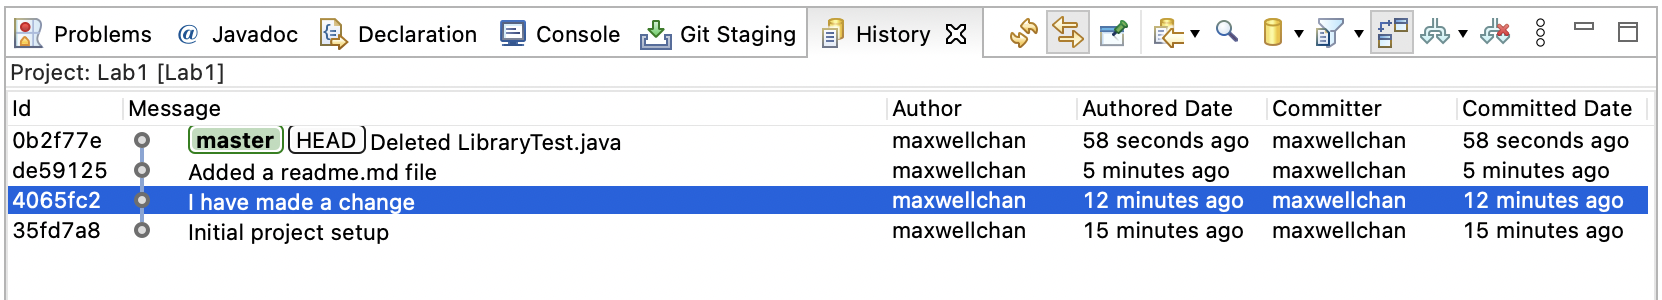 Problems @ Javadoc Declaration Console Git Staging History
Project: Lab1 [Lab1]
Id Message Author Authored Date Committer Committed Date
0b2f77e master HEAD Deleted LibraryTest.java maxwellchan 58 seconds ago maxwellchan 58 seconds ago
de59125 Added a readme.md file maxwellchan 5 minutes ago maxwellchan 5 minutes ago
4065fc2 I have made a change maxwellchan 12 minutes ago maxwellchan 12 minutes ago
35fd7a8 Initial project setup maxwellchan 15 minutes ago maxwellchan 15 minutes ago